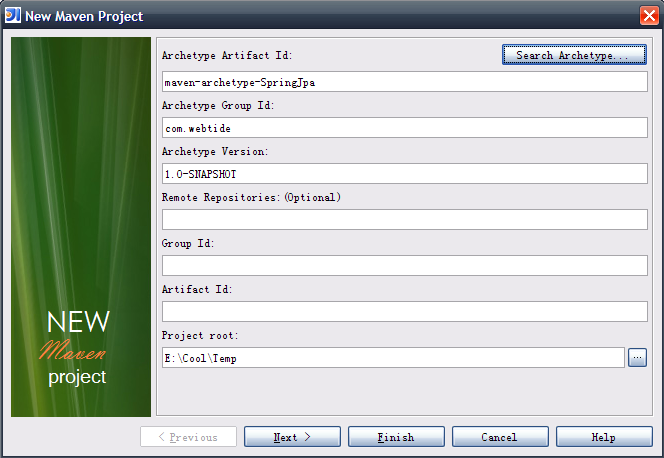 New Maven Project
Archetype Artifact Id:
Search Archetype...
maven-archetype-SpringJpa
Archetype Group Id:
com.webtide
Archetype Version:
1.0-SNAPSHOT
Remote Repositories:(Optional)
Group Id:
Artifact Id:
Project root:
E:\Cool\Temp
...
NEW
Maven
project
< Previous
Next >
Finish
Cancel
Help